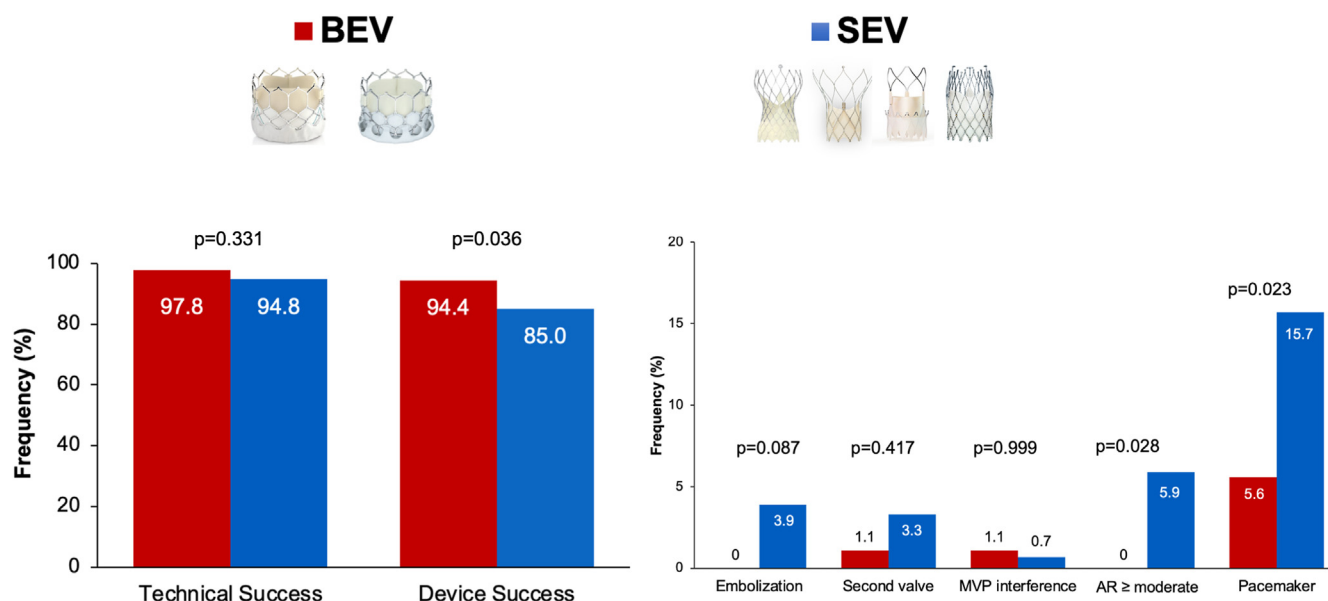 BEV
SEV
p=0.331
p=0.036
100
80
60
40
20
0
Frequency (%)
97.8
94.8
94.4
85.0
Technical Success
Device Success
20
15
10
5
0
Frequency (%)
p=0.087
p=0.417
p=0.999
p=0.028
p=0.023
0
3.9
1.1
3.3
1.1
0.7
0
5.9
5.6
15.7
Embolization
Second valve
MVP interference
AR ≥ moderate
Pacemaker